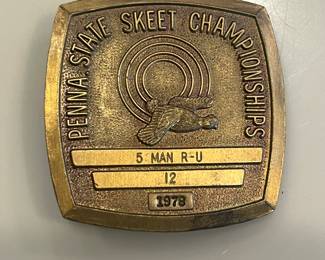 PENNA. STATE SKEET CHAMPIONSHIPS
5 MAN R-U
12
1978